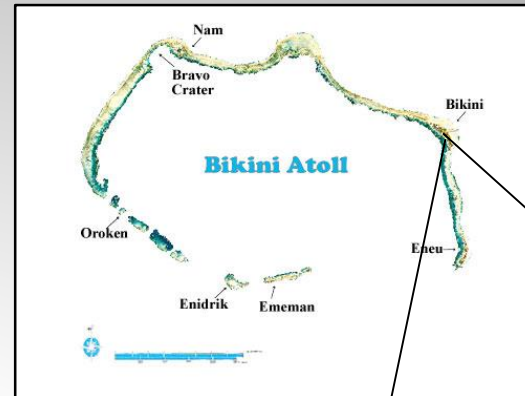 Nam
Bravo
Crater
Bikini
Bikini Atoll
Oroken
Eneu
Enidrik
Ememan